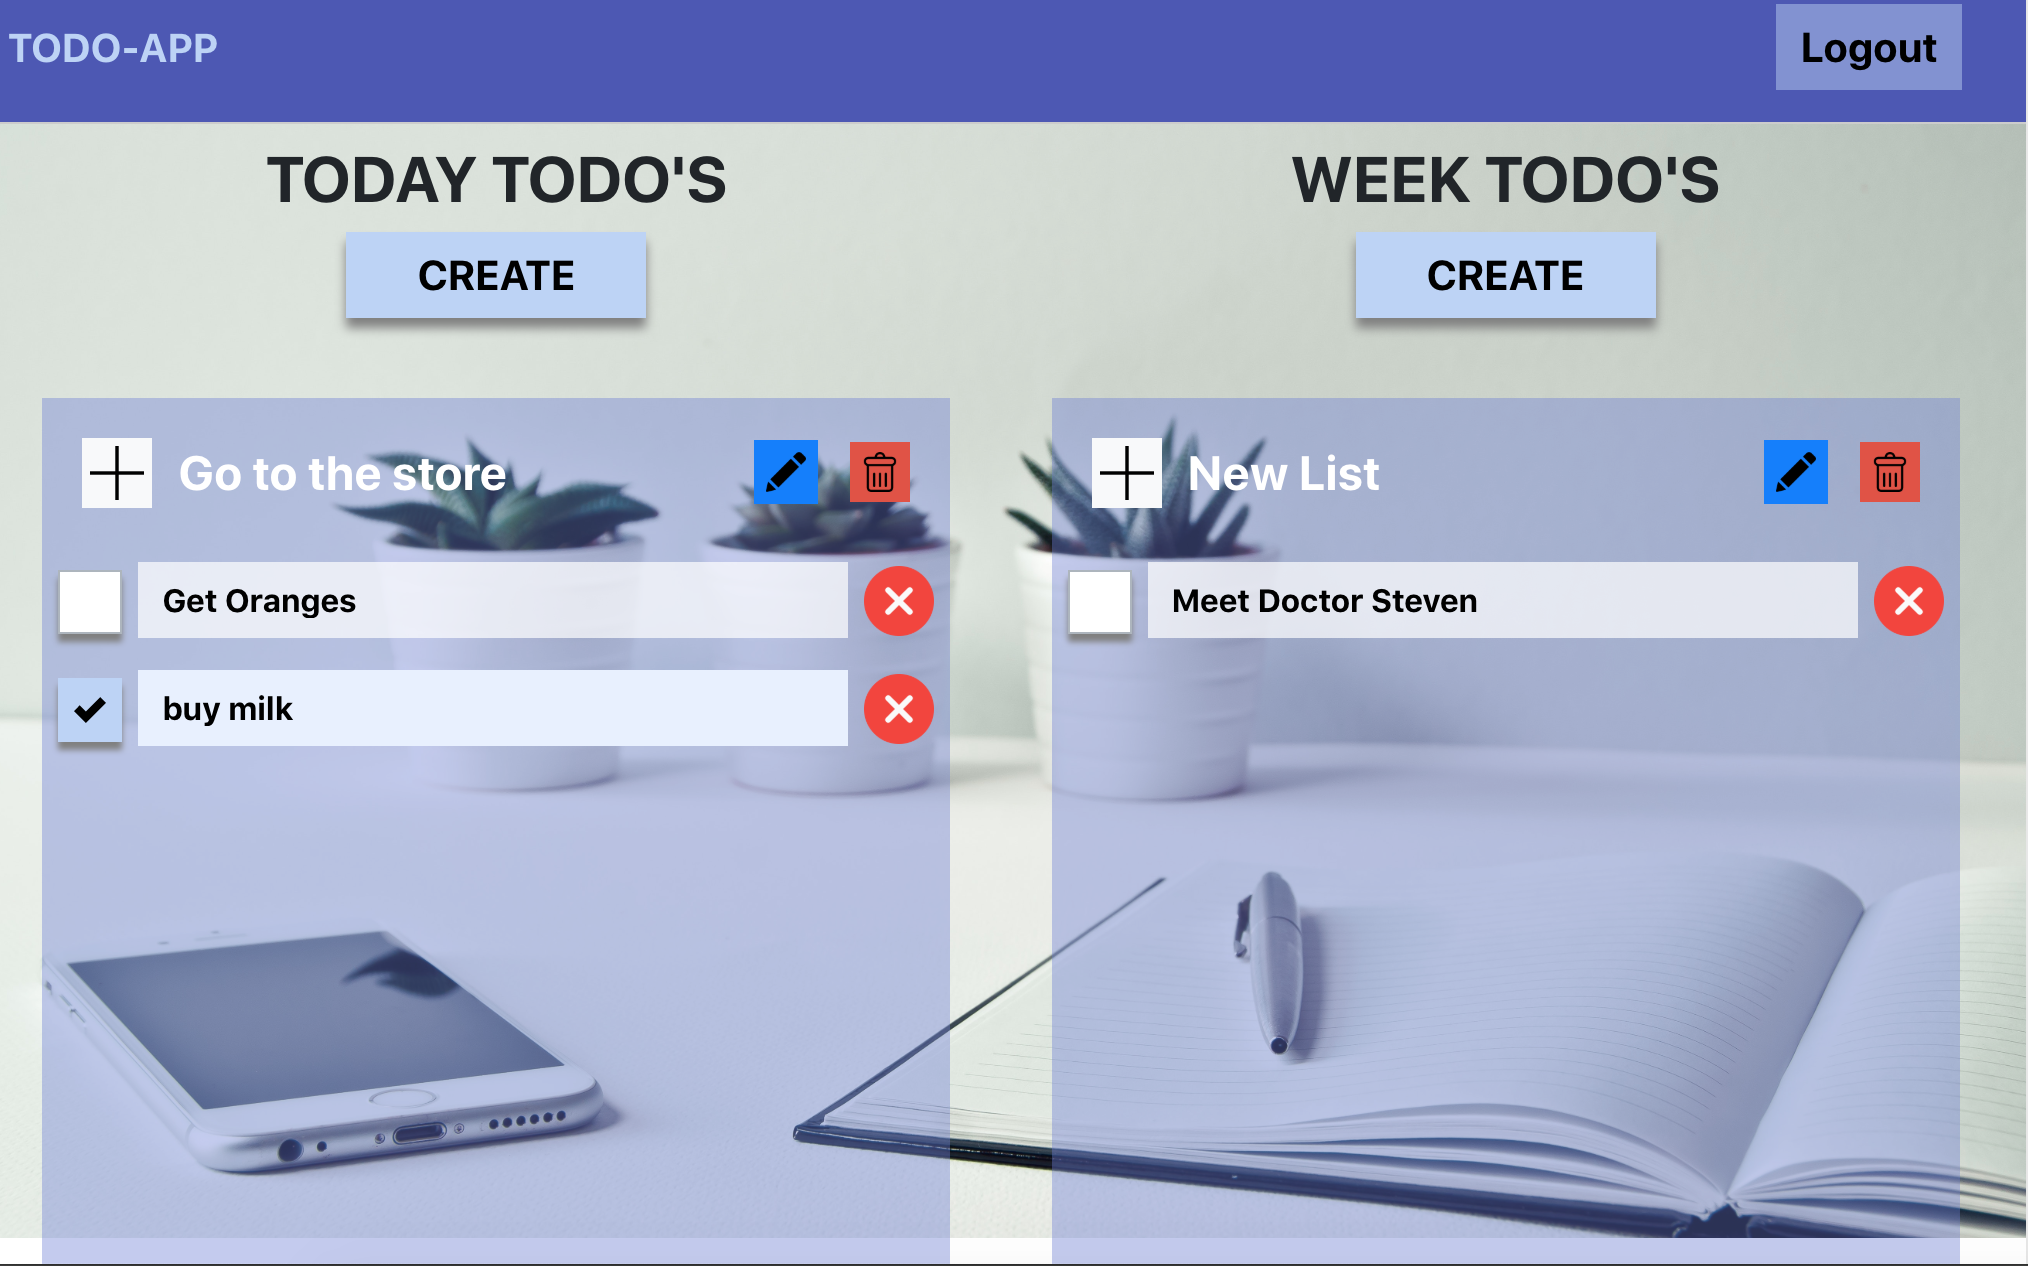 TODO-APP
Logout
TODAY TODO'S
CREATE
Go to the store
Get Oranges
buy milk
WEEK TODO'S
CREATE
New List
Meet Doctor Steven